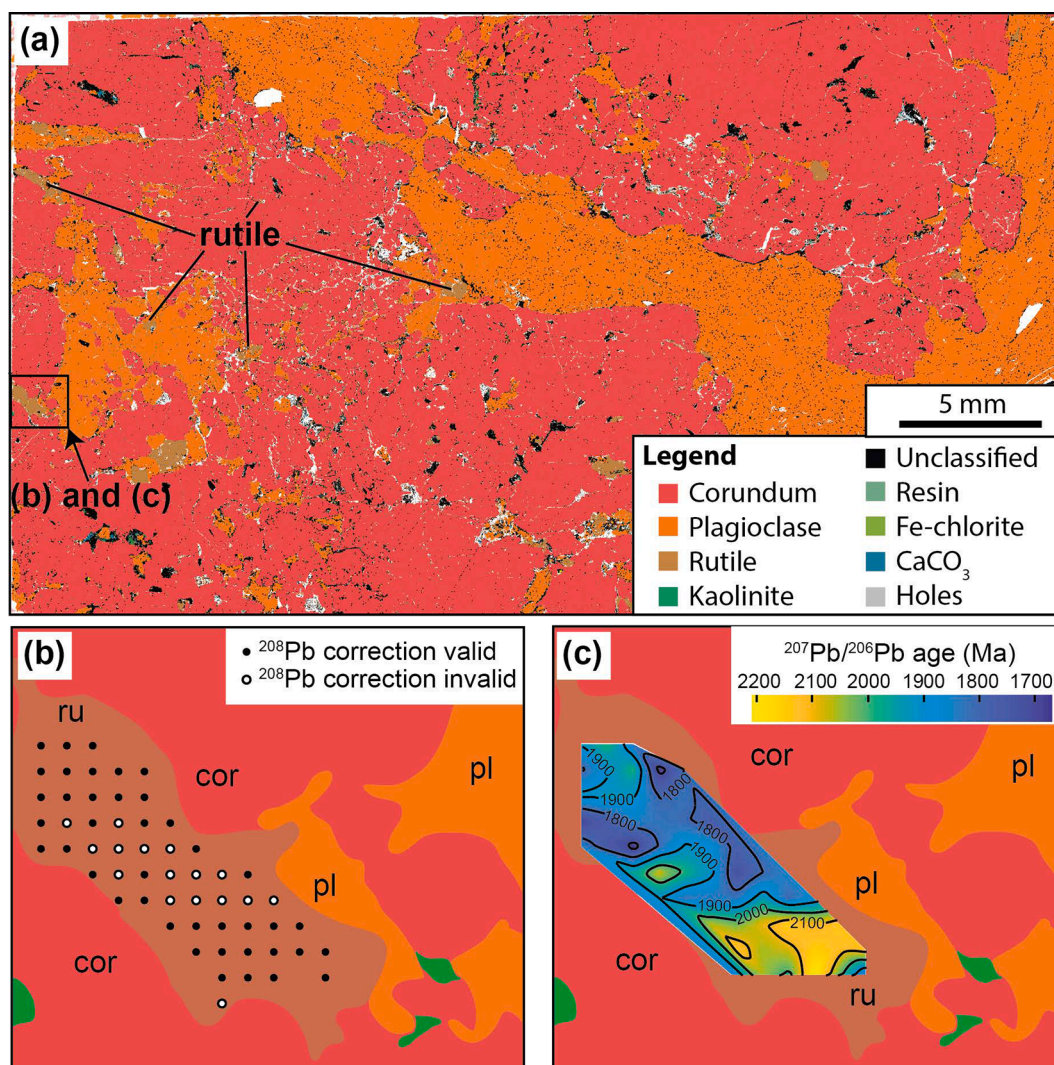 (a)
rutile
(b) and (c)
5 mm
Legend
Corundum
Plagioclase
Rutile
Kaolinite
Unclassified
Resin
Fe-chlorite
CaCO₃
Holes
(b)
²⁰⁸Pb correction valid
²⁰⁸Pb correction invalid
ru
cor
pl
pl
cor
(c)
²⁰⁷Pb/²⁰⁶Pb age (Ma)
2200 2100 2000 1900 1800 1700
cor
pl
1900
1800
1900
1800
1800
1900
1900
2000
2100
pl
cor
ru